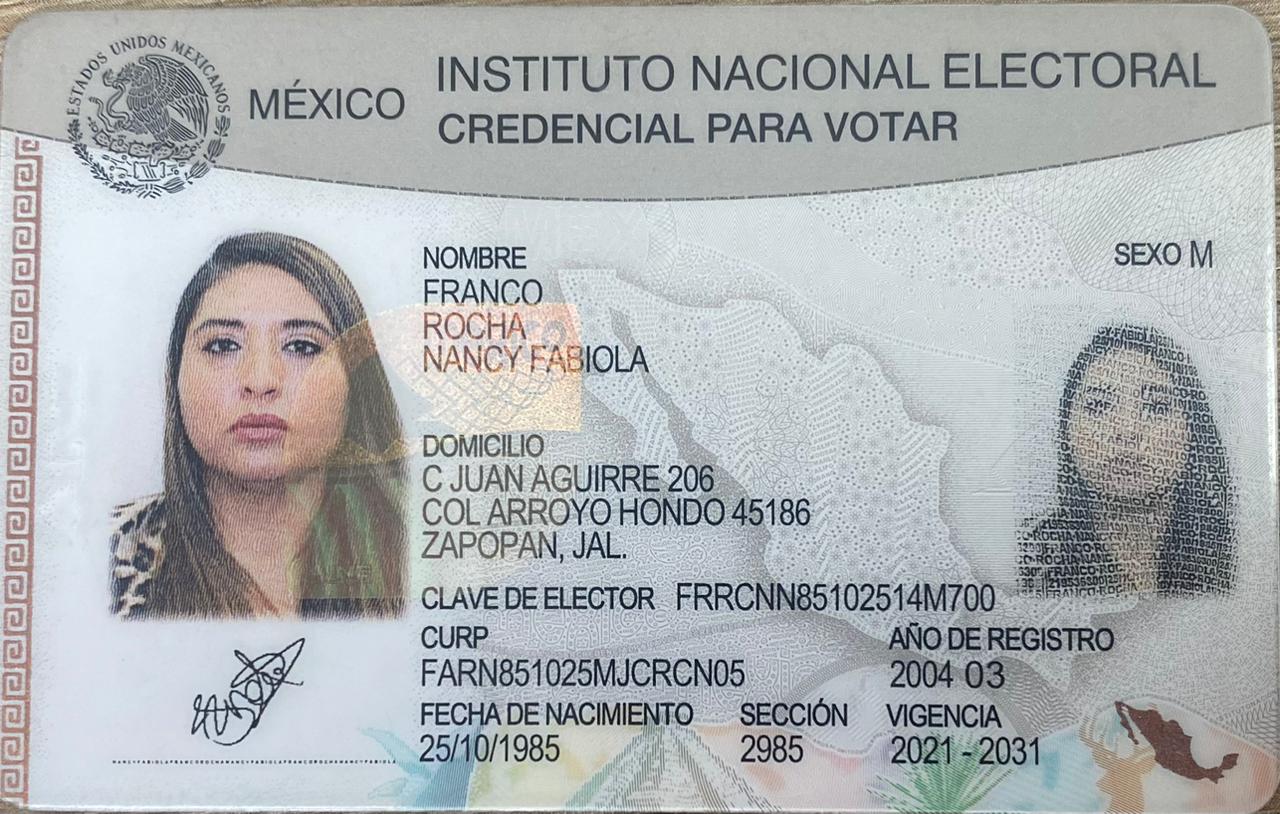 ESTADOS UNIDOS MEXICANOS
MÉXICO
INSTITUTO NACIONAL ELECTORAL
CREDENCIAL PARA VOTAR
SEXO M
NOMBRE
FRANCO
ROCHA
NANCY FABIOLA
DOMICILIO
C JUAN AGUIRRE 206
COL ARROYO HONDO 45186
ZAPOPAN, JAL.
CLAVE DE ELECTOR FRRCNN85102514M700
CURP
FARN851025MJCRCN05
AÑO DE REGISTRO
2004 03
FECHA DE NACIMIENTO
25/10/1985
SECCIÓN
2985
VIGENCIA
2021 - 2031